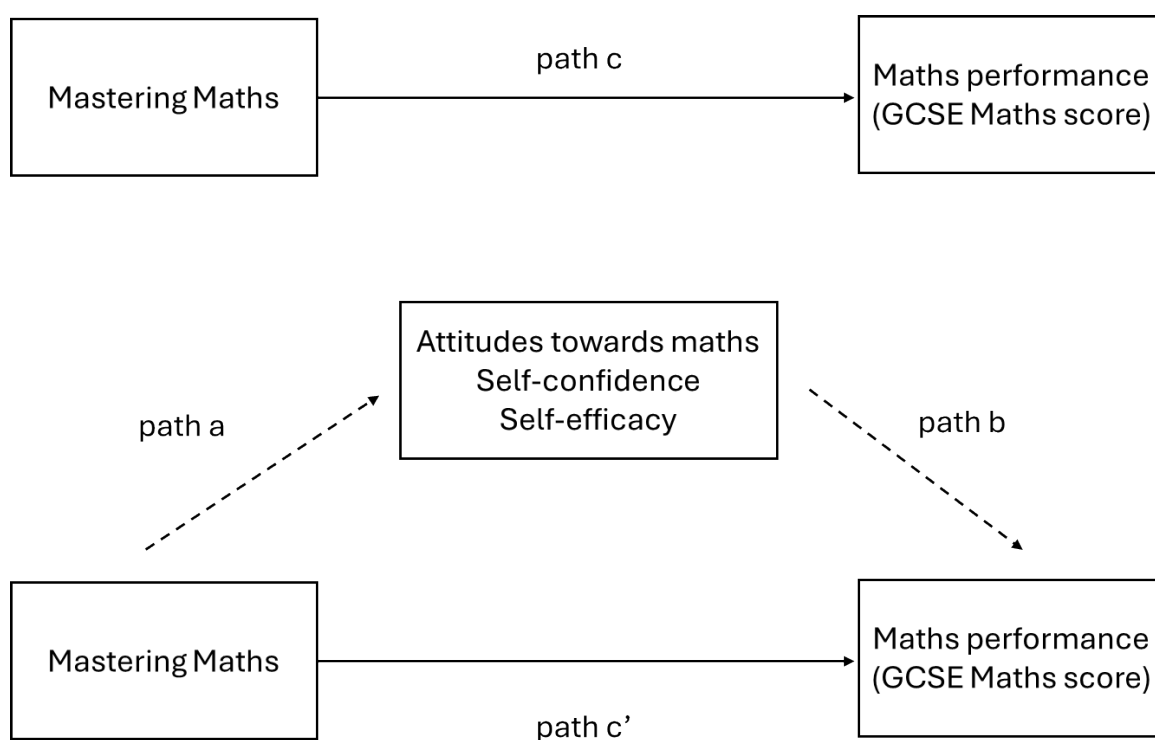 path c
Mastering Maths
Maths performance
(GCSE Maths score)
Attitudes towards maths
Self-confidence
Self-efficacy
path a
path b
Mastering Maths
Maths performance
(GCSE Maths score)
path c’